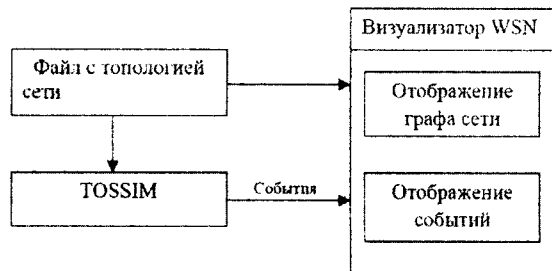 Визуализатор WSN
Файл с топологией
сети
Отображение
графа сети
TOSSIM
События
Отображение
событий